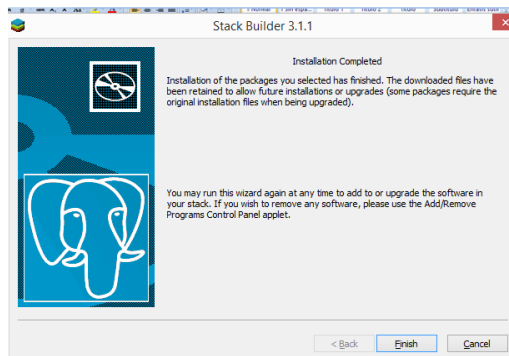 Stack Builder 3.1.1
Installation Completed
Installation of the packages you selected has finished. The downloaded files have
been retained to allow future installations or upgrades (some packages require the
original installation files when being upgraded).
You may run this wizard again at any time to add to or upgrade the software in
your stack. If you wish to remove any software, please use the Add/Remove
Programs Control Panel applet.
< Back
Finish
Cancel